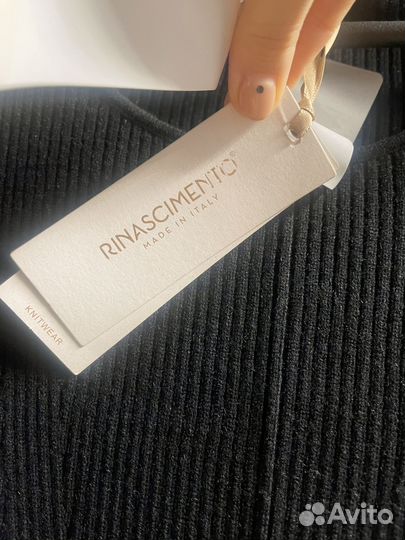 RINASCIMENTO®
MADE IN ITALY
KNITWEAR
Avito